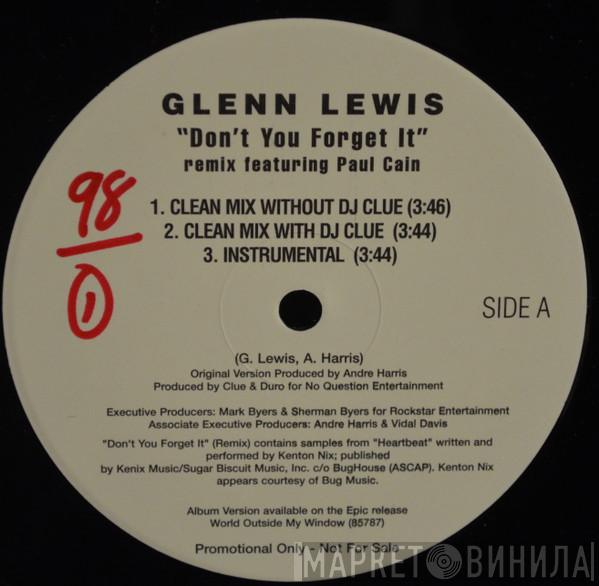 GLENN LEWIS
"Don't You Forget It"
remix featuring Paul Cain
98
1
1. CLEAN MIX WITHOUT DJ CLUE (3:46)
2. CLEAN MIX WITH DJ CLUE (3:44)
3. INSTRUMENTAL (3:44)
SIDE A
(G. Lewis, A. Harris)
Original Version Produced by Andre Harris
Produced by Clue & Duro for No Question Entertainment
Executive Producers: Mark Byers & Sherman Byers for Rockstar Entertainment
Associate Executive Producers: Andre Harris & Vidal Davis
"Don't You Forget It" (Remix) contains samples from "Heartbeat" written and
performed by Kenton Nix; published
by Kenix Music/Sugar Biscuit Music, Inc. c/o BugHouse (ASCAP). Kenton Nix
appears courtesy of Bug Music.
Album Version available on the Epic release
World Outside My Window (85787)
Promotional Only - Not For Sale
МАРКЕТ ВИНИЛА